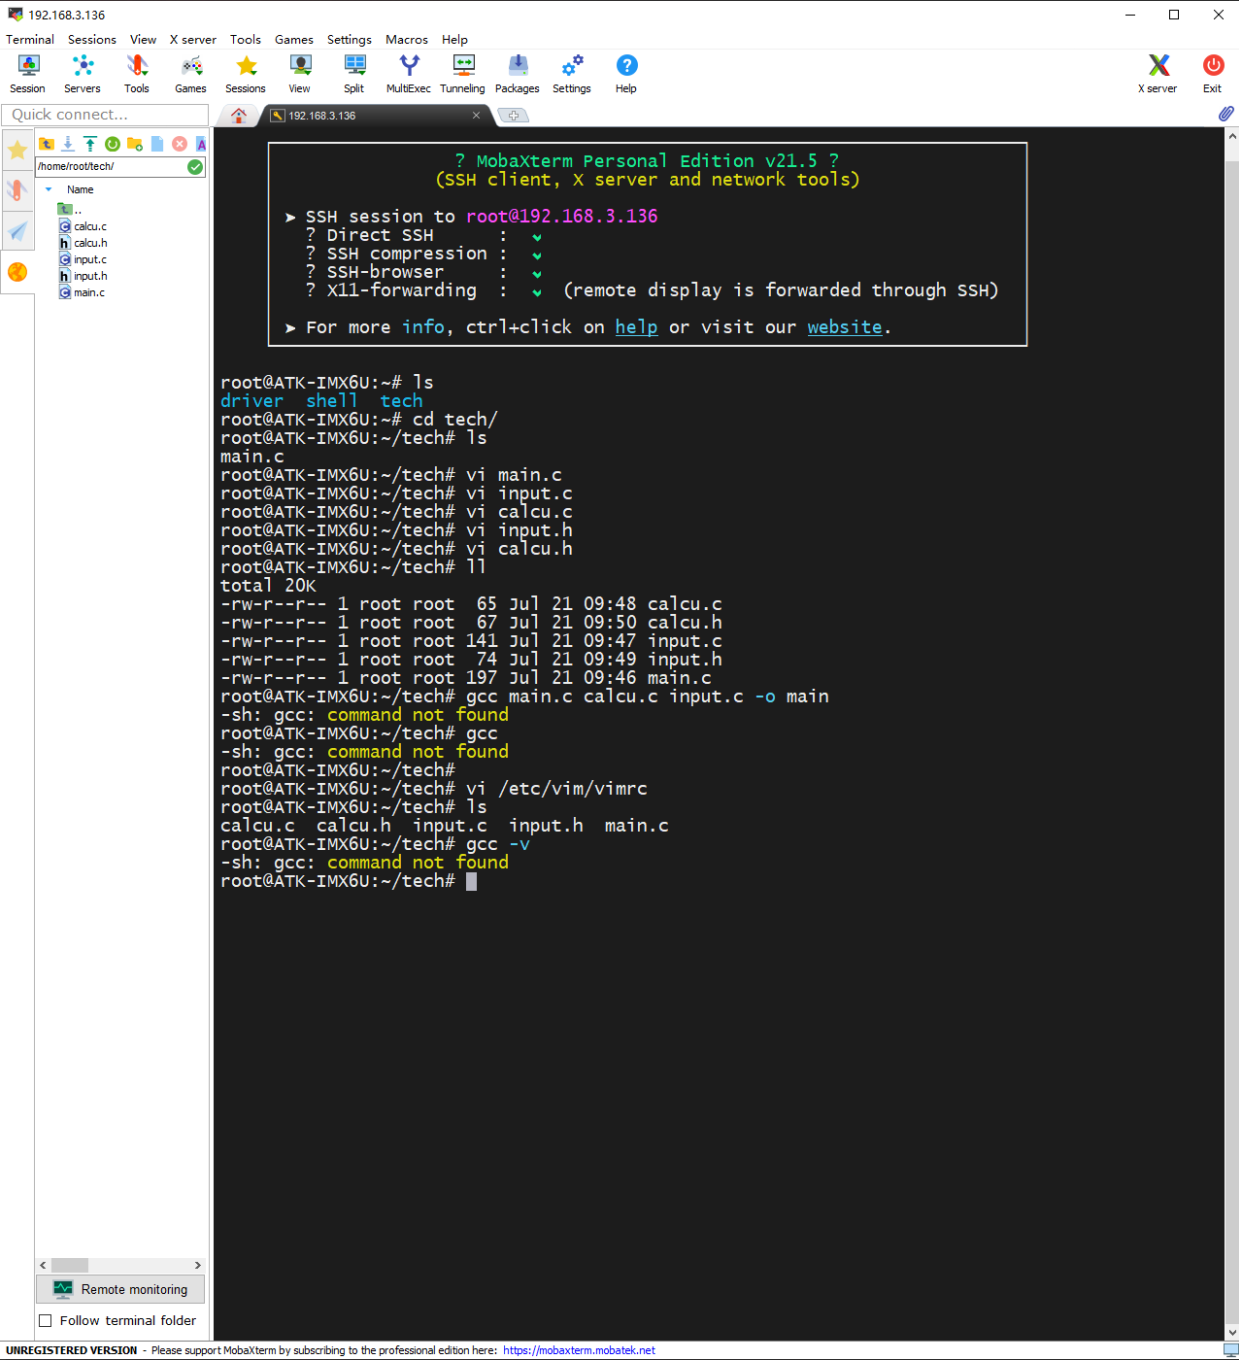 192.168.3.136
Terminal Sessions View X server Tools Games Settings Macros Help
Session Servers Tools Games Sessions View Split MultiExec Tunneling Packages Settings Help X server Exit
Quick connect...
192.168.3.136
/home/root/tech/
Name
..
calcu.c
calcu.h
input.c
input.h
main.c
? MobaXterm Personal Edition v21.5 ?
(SSH client, X server and network tools)
➤ SSH session to root@192.168.3.136
? Direct SSH :
? SSH compression :
? SSH-browser :
? X11-forwarding : (remote display is forwarded through SSH)
➤ For more info, ctrl+click on help or visit our website.
root@ATK-IMX6U:~# ls
driver shell tech
root@ATK-IMX6U:~# cd tech/
root@ATK-IMX6U:~/tech# ls
main.c
root@ATK-IMX6U:~/tech# vi main.c
root@ATK-IMX6U:~/tech# vi input.c
root@ATK-IMX6U:~/tech# vi calcu.c
root@ATK-IMX6U:~/tech# vi input.h
root@ATK-IMX6U:~/tech# vi calcu.h
root@ATK-IMX6U:~/tech# ll
total 20K
-rw-r--r-- 1 root root 65 Jul 21 09:48 calcu.c
-rw-r--r-- 1 root root 67 Jul 21 09:50 calcu.h
-rw-r--r-- 1 root root 141 Jul 21 09:47 input.c
-rw-r--r-- 1 root root 74 Jul 21 09:49 input.h
-rw-r--r-- 1 root root 197 Jul 21 09:46 main.c
root@ATK-IMX6U:~/tech# gcc main.c calcu.c input.c -o main
-sh: gcc: command not found
root@ATK-IMX6U:~/tech# gcc
-sh: gcc: command not found
root@ATK-IMX6U:~/tech#
root@ATK-IMX6U:~/tech# vi /etc/vim/vimrc
root@ATK-IMX6U:~/tech# ls
calcu.c calcu.h input.c input.h main.c
root@ATK-IMX6U:~/tech# gcc -v
-sh: gcc: command not found
root@ATK-IMX6U:~/tech#
Remote monitoring
Follow terminal folder
UNREGISTERED VERSION - Please support MobaXterm by subscribing to the professional edition here: https://mobaxterm.mobatek.net